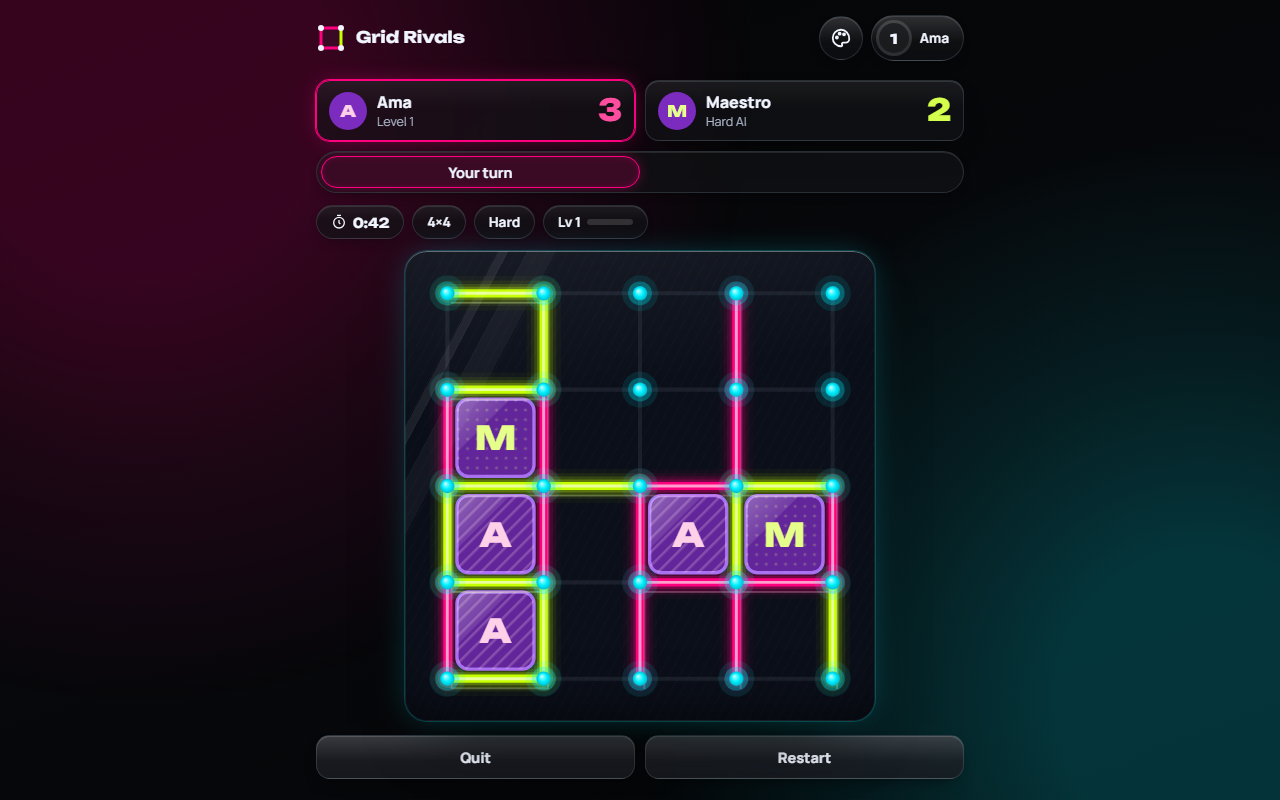 Grid Rivals
1 Ama
A Ama 3
Level 1
M Maestro 2
Hard AI
Your turn
0:42 4×4 Hard Lv 1
M
A A M
A
Quit Restart